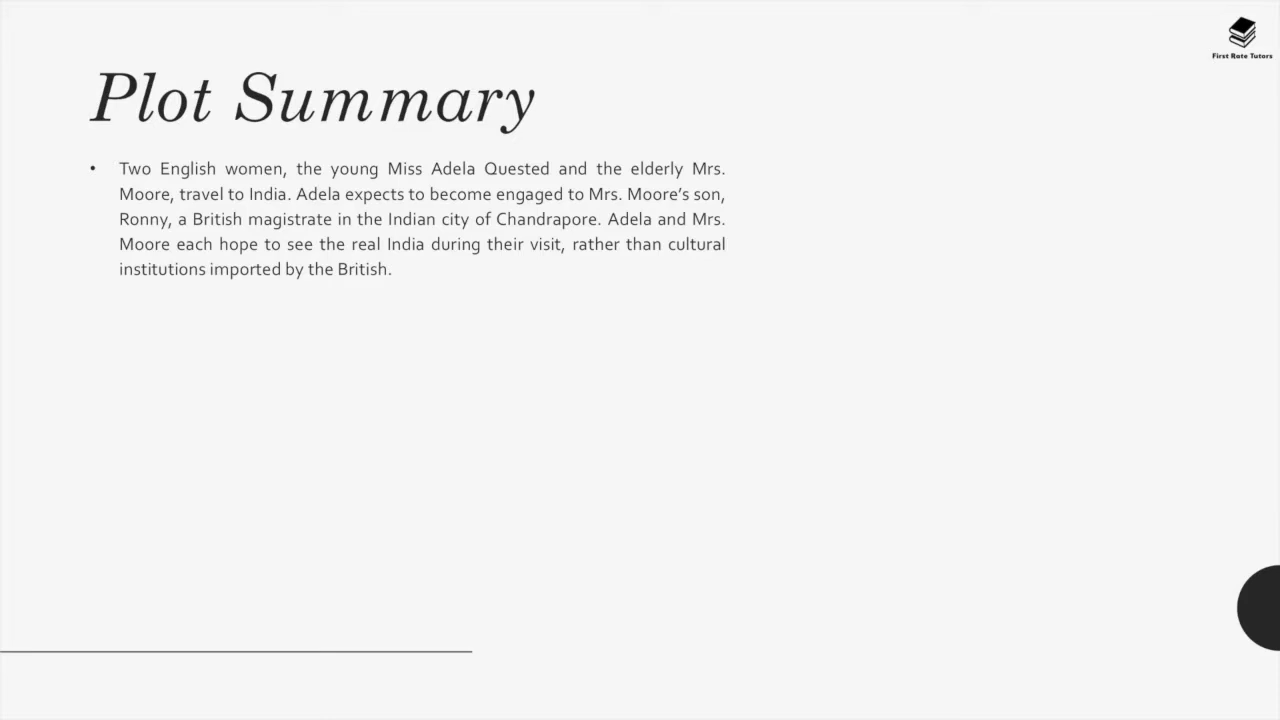 First Rate Tutors
Plot Summary
• Two English women, the young Miss Adela Quested and the elderly Mrs.
Moore, travel to India. Adela expects to become engaged to Mrs. Moore’s son,
Ronny, a British magistrate in the Indian city of Chandrapore. Adela and Mrs.
Moore each hope to see the real India during their visit, rather than cultural
institutions imported by the British.